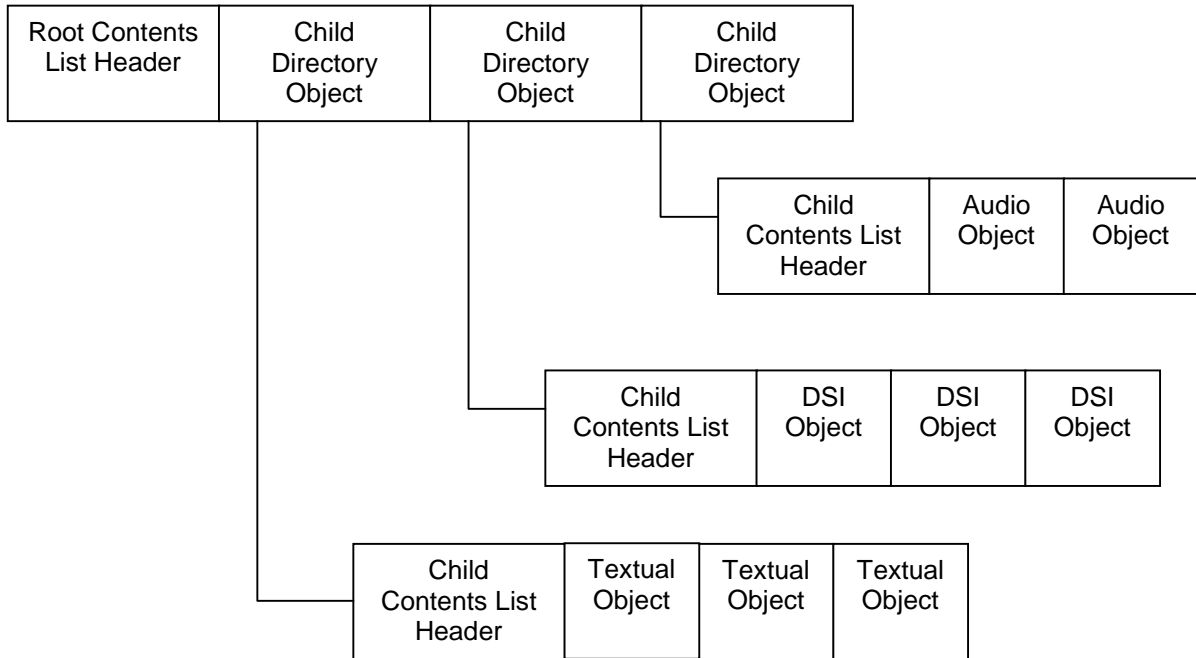 Root Contents
List Header
Child
Directory
Object
Child
Directory
Object
Child
Directory
Object
Child
Contents List
Header
Audio
Object
Audio
Object
Child
Contents List
Header
DSI
Object
DSI
Object
DSI
Object
Child
Contents List
Header
Textual
Object
Textual
Object
Textual
Object